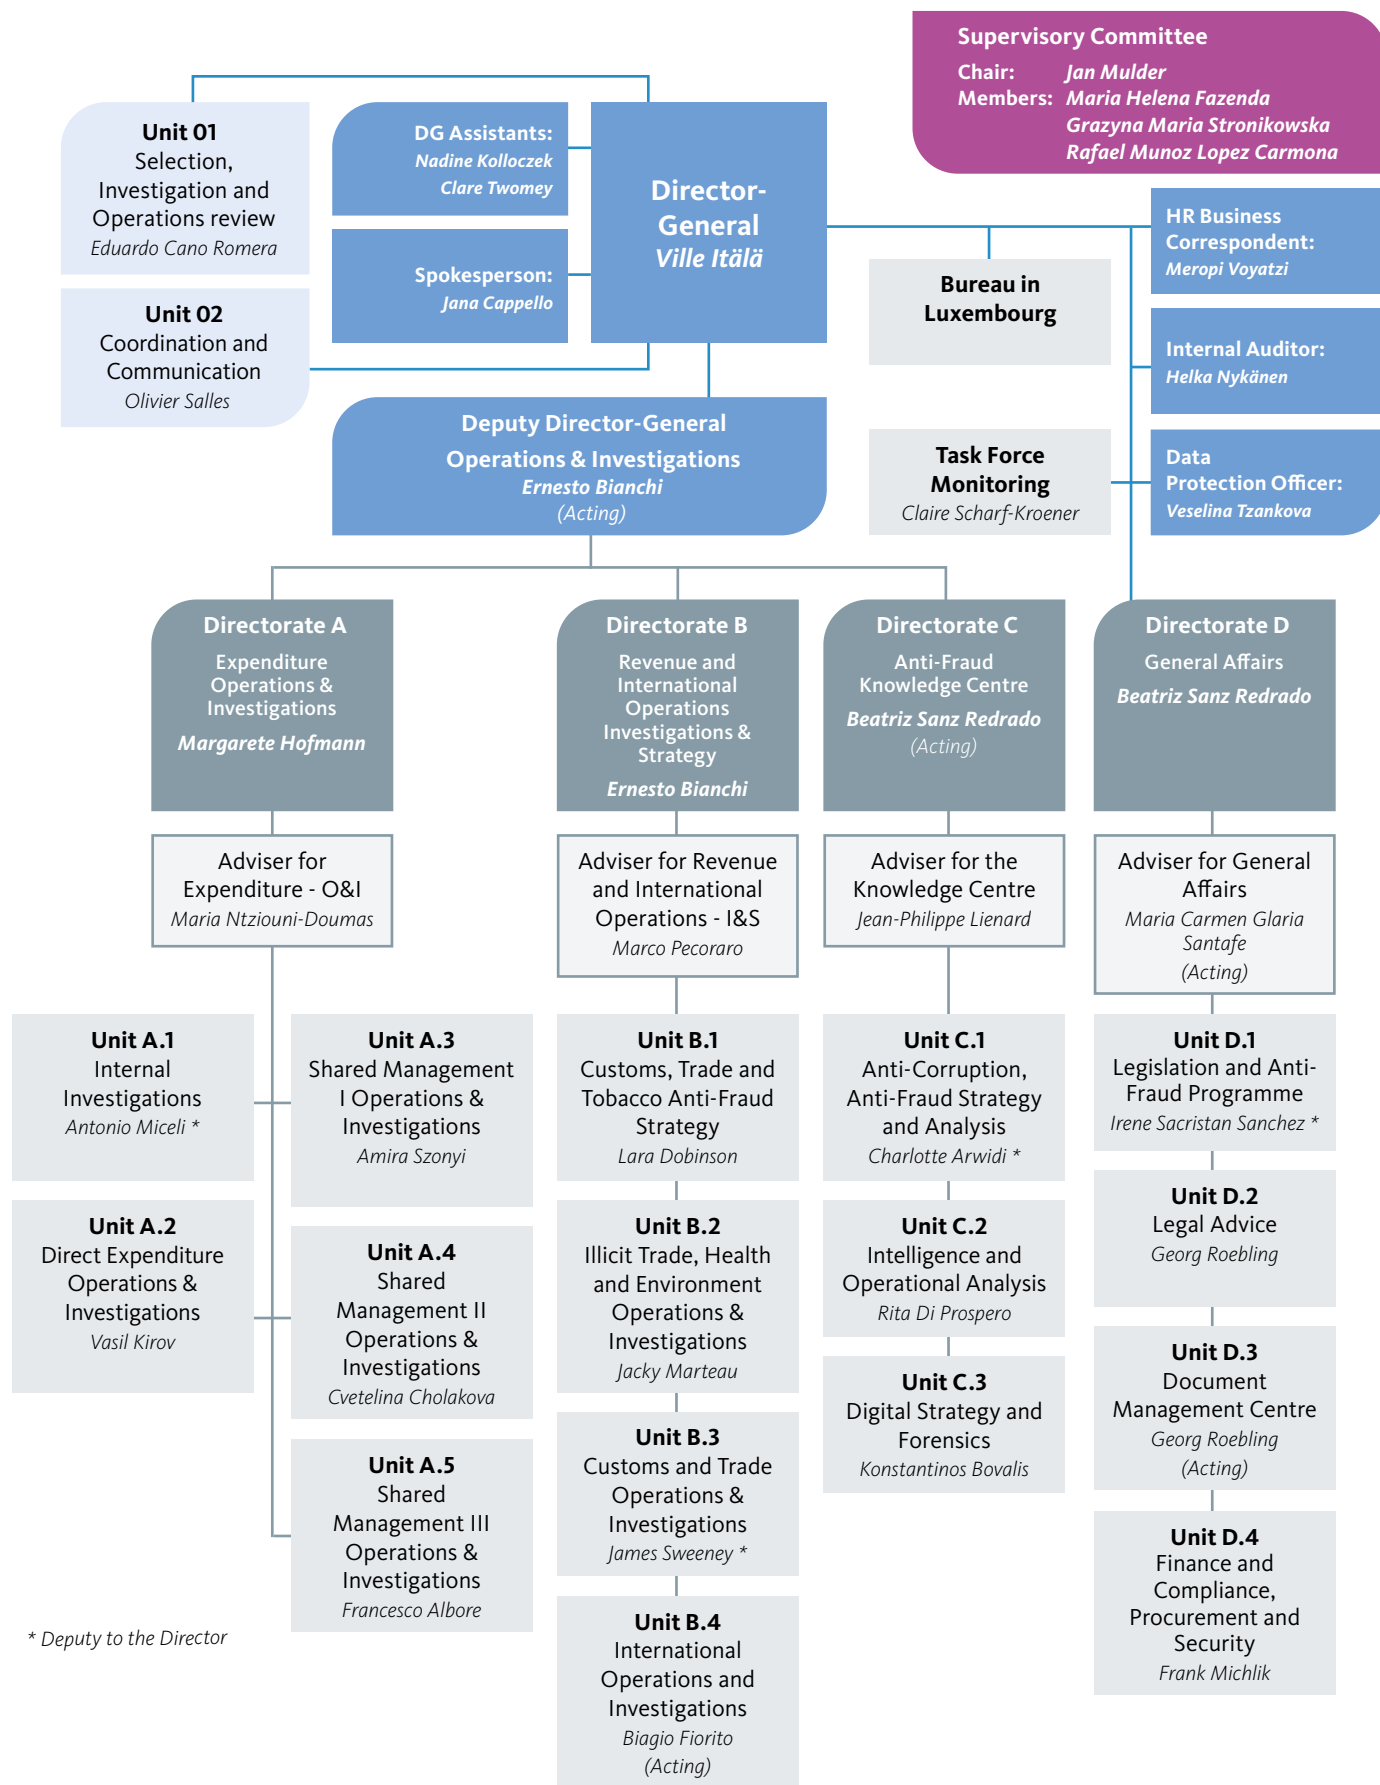 Supervisory Committee
Chair: Jan Mulder
Members: Maria Helena Fazenda
Grazyna Maria Stronikowska
Rafael Munoz Lopez Carmona
Unit 01
Selection,
Investigation and
Operations review
Eduardo Cano Romera
Unit 02
Coordination and
Communication
Olivier Salles
DG Assistants:
Nadine Kolloczek
Clare Twomey
Spokesperson:
Jana Cappello
Director-
General
Ville Itälä
Bureau in
Luxembourg
Task Force
Monitoring
Claire Scharf-Kroener
HR Business
Correspondent:
Meropi Voyatzi
Internal Auditor:
Helka Nykänen
Data
Protection Officer:
Veselina Tzankova
Deputy Director-General
Operations & Investigations
Ernesto Bianchi
(Acting)
Directorate A
Expenditure
Operations &
Investigations
Margarete Hofmann
Adviser for
Expenditure - O&I
Maria Ntziouni-Doumas
Unit A.1
Internal
Investigations
Antonio Miceli *
Unit A.2
Direct Expenditure
Operations &
Investigations
Vasil Kirov
Unit A.3
Shared Management
I Operations &
Investigations
Amira Szonyi
Unit A.4
Shared
Management II
Operations &
Investigations
Cvetelina Cholakova
Unit A.5
Shared
Management III
Operations &
Investigations
Francesco Albore
Directorate B
Revenue and
International
Operations
Investigations &
Strategy
Ernesto Bianchi
Adviser for Revenue
and International
Operations - I&S
Marco Pecoraro
Unit B.1
Customs, Trade and
Tobacco Anti-Fraud
Strategy
Lara Dobinson
Unit B.2
Illicit Trade, Health
and Environment
Operations &
Investigations
Jacky Marteau
Unit B.3
Customs and Trade
Operations &
Investigations
James Sweeney *
Unit B.4
International
Operations and
Investigations
Biagio Fiorito
(Acting)
Directorate C
Anti-Fraud
Knowledge Centre
Beatriz Sanz Redrado
(Acting)
Adviser for the
Knowledge Centre
Jean-Philippe Lienard
Unit C.1
Anti-Corruption,
Anti-Fraud Strategy
and Analysis
Charlotte Arwidi *
Unit C.2
Intelligence and
Operational Analysis
Rita Di Prospero
Unit C.3
Digital Strategy and
Forensics
Konstantinos Bovalis
Directorate D
General Affairs
Beatriz Sanz Redrado
Adviser for General
Affairs
Maria Carmen Glaria
Santafe
(Acting)
Unit D.1
Legislation and Anti-
Fraud Programme
Irene Sacristan Sanchez *
Unit D.2
Legal Advice
Georg Roebling
Unit D.3
Document
Management Centre
Georg Roebling
(Acting)
Unit D.4
Finance and
Compliance,
Procurement and
Security
Frank Michlik
* Deputy to the Director